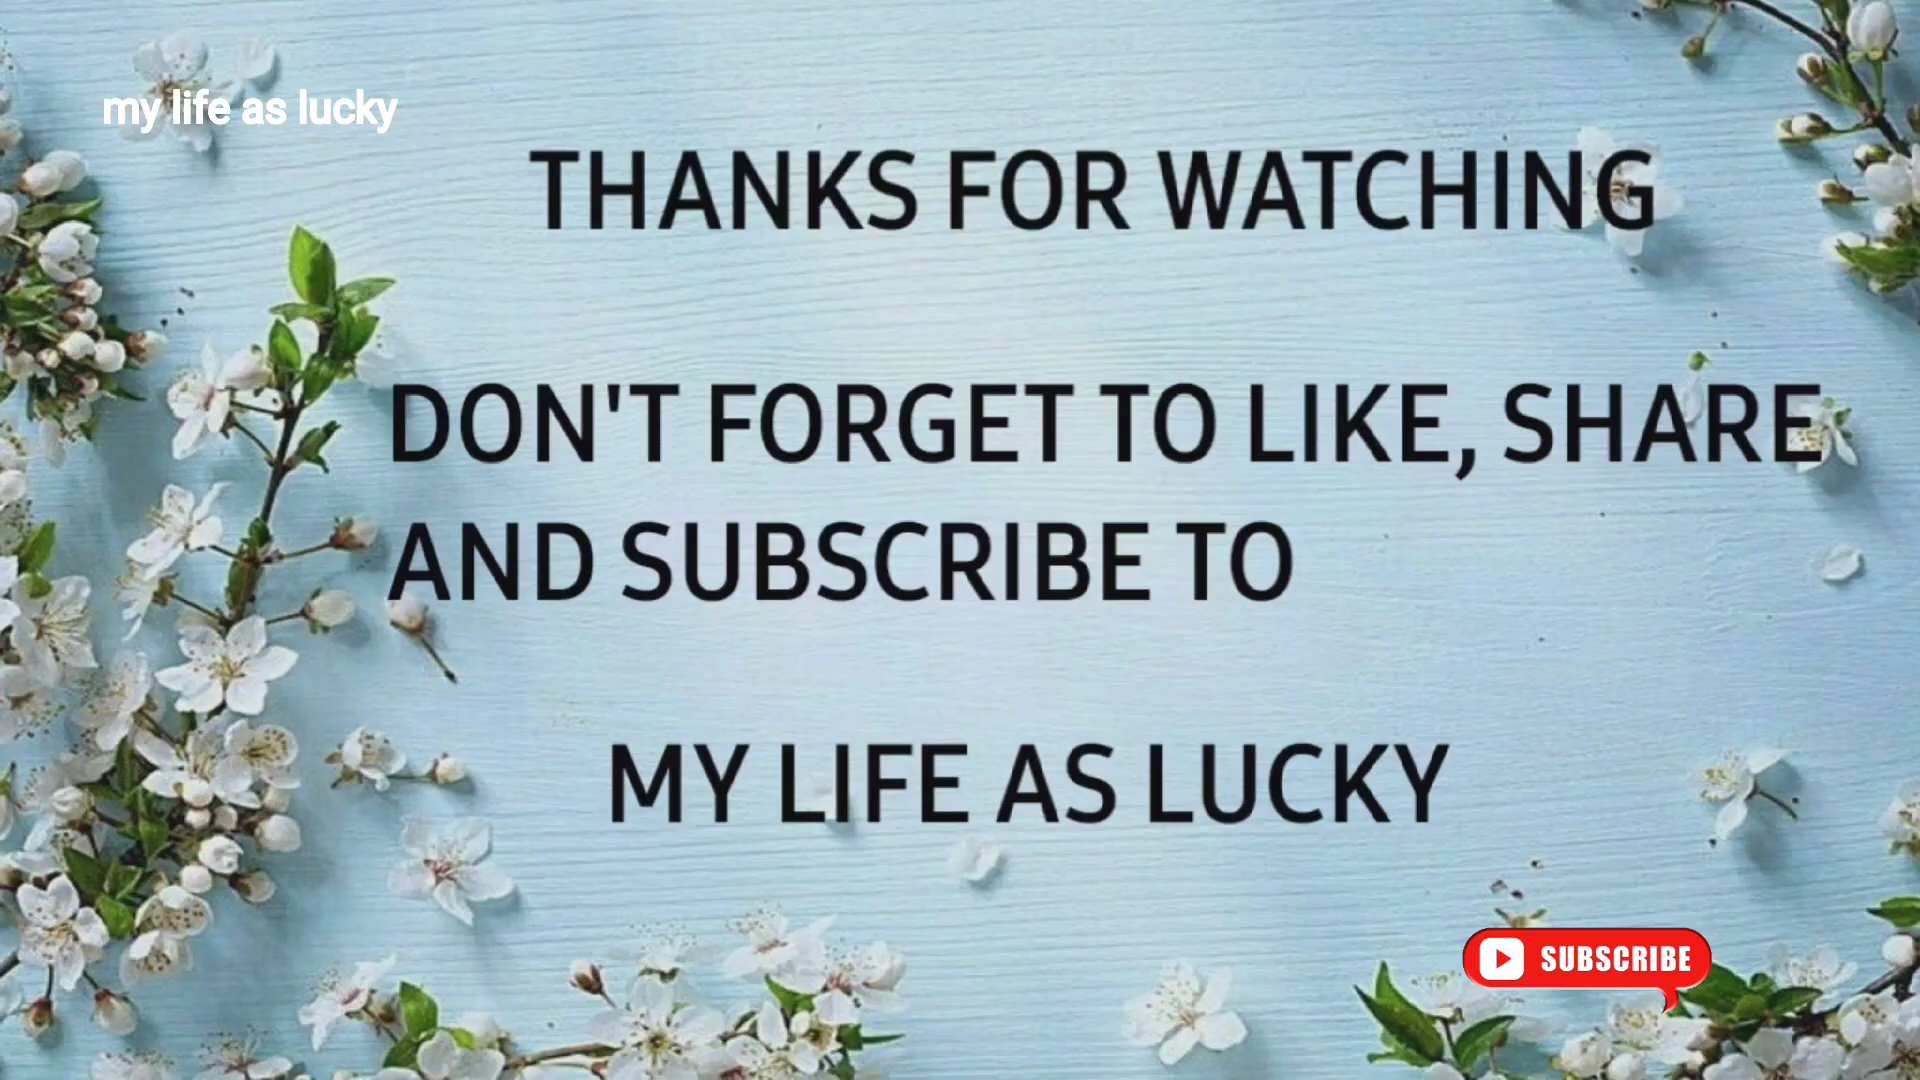 my life as lucky
THANKS FOR WATCHING
DON'T FORGET TO LIKE, SHARE
AND SUBSCRIBE TO
MY LIFE AS LUCKY
SUBSCRIBE